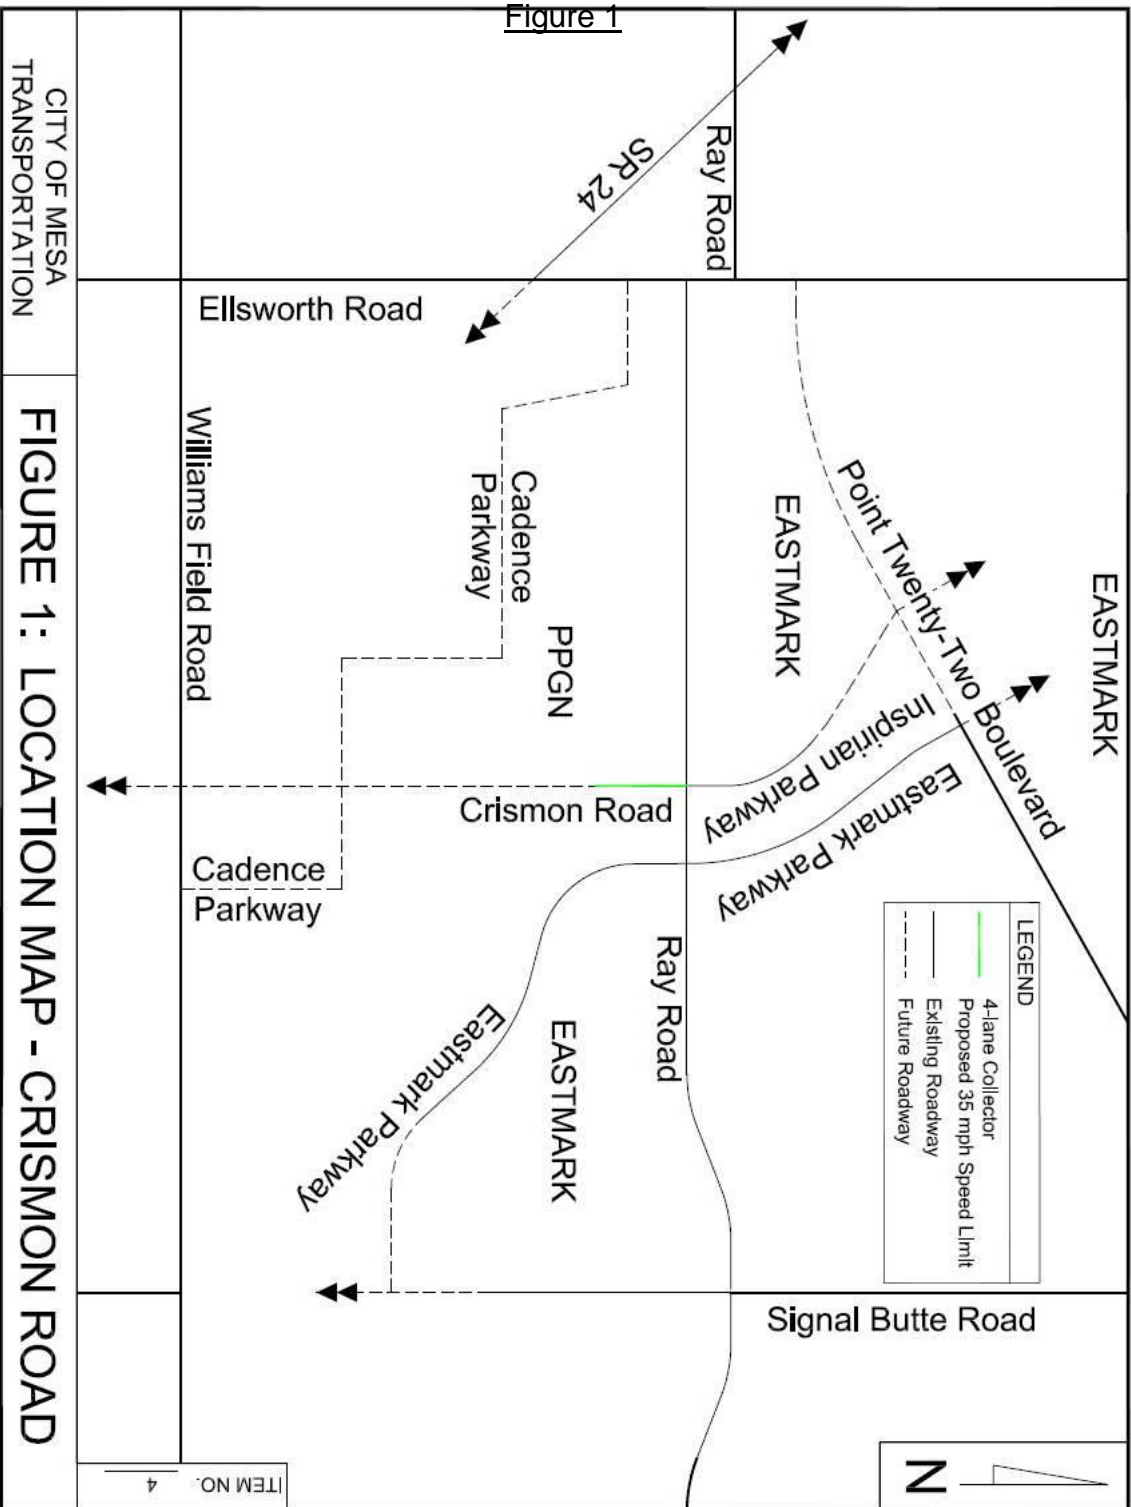 Figure 1
EASTMARK
Point Twenty-Two Boulevard
EASTMARK
Inspirian Parkway
Eastmark Parkway
Signal Butte Road
N
LEGEND
4-lane Collector
Proposed 35 mph Speed Limit
Existing Roadway
Future Roadway
Ray Road
SR 24
Ray Road
Ellsworth Road
Cadence
Parkway
PPGN
Crismon Road
EASTMARK
Eastmark Parkway
Cadence
Parkway
Williams Field Road
CITY OF MESA
TRANSPORTATION
FIGURE 1: LOCATION MAP - CRISMON ROAD
ITEM NO.
4